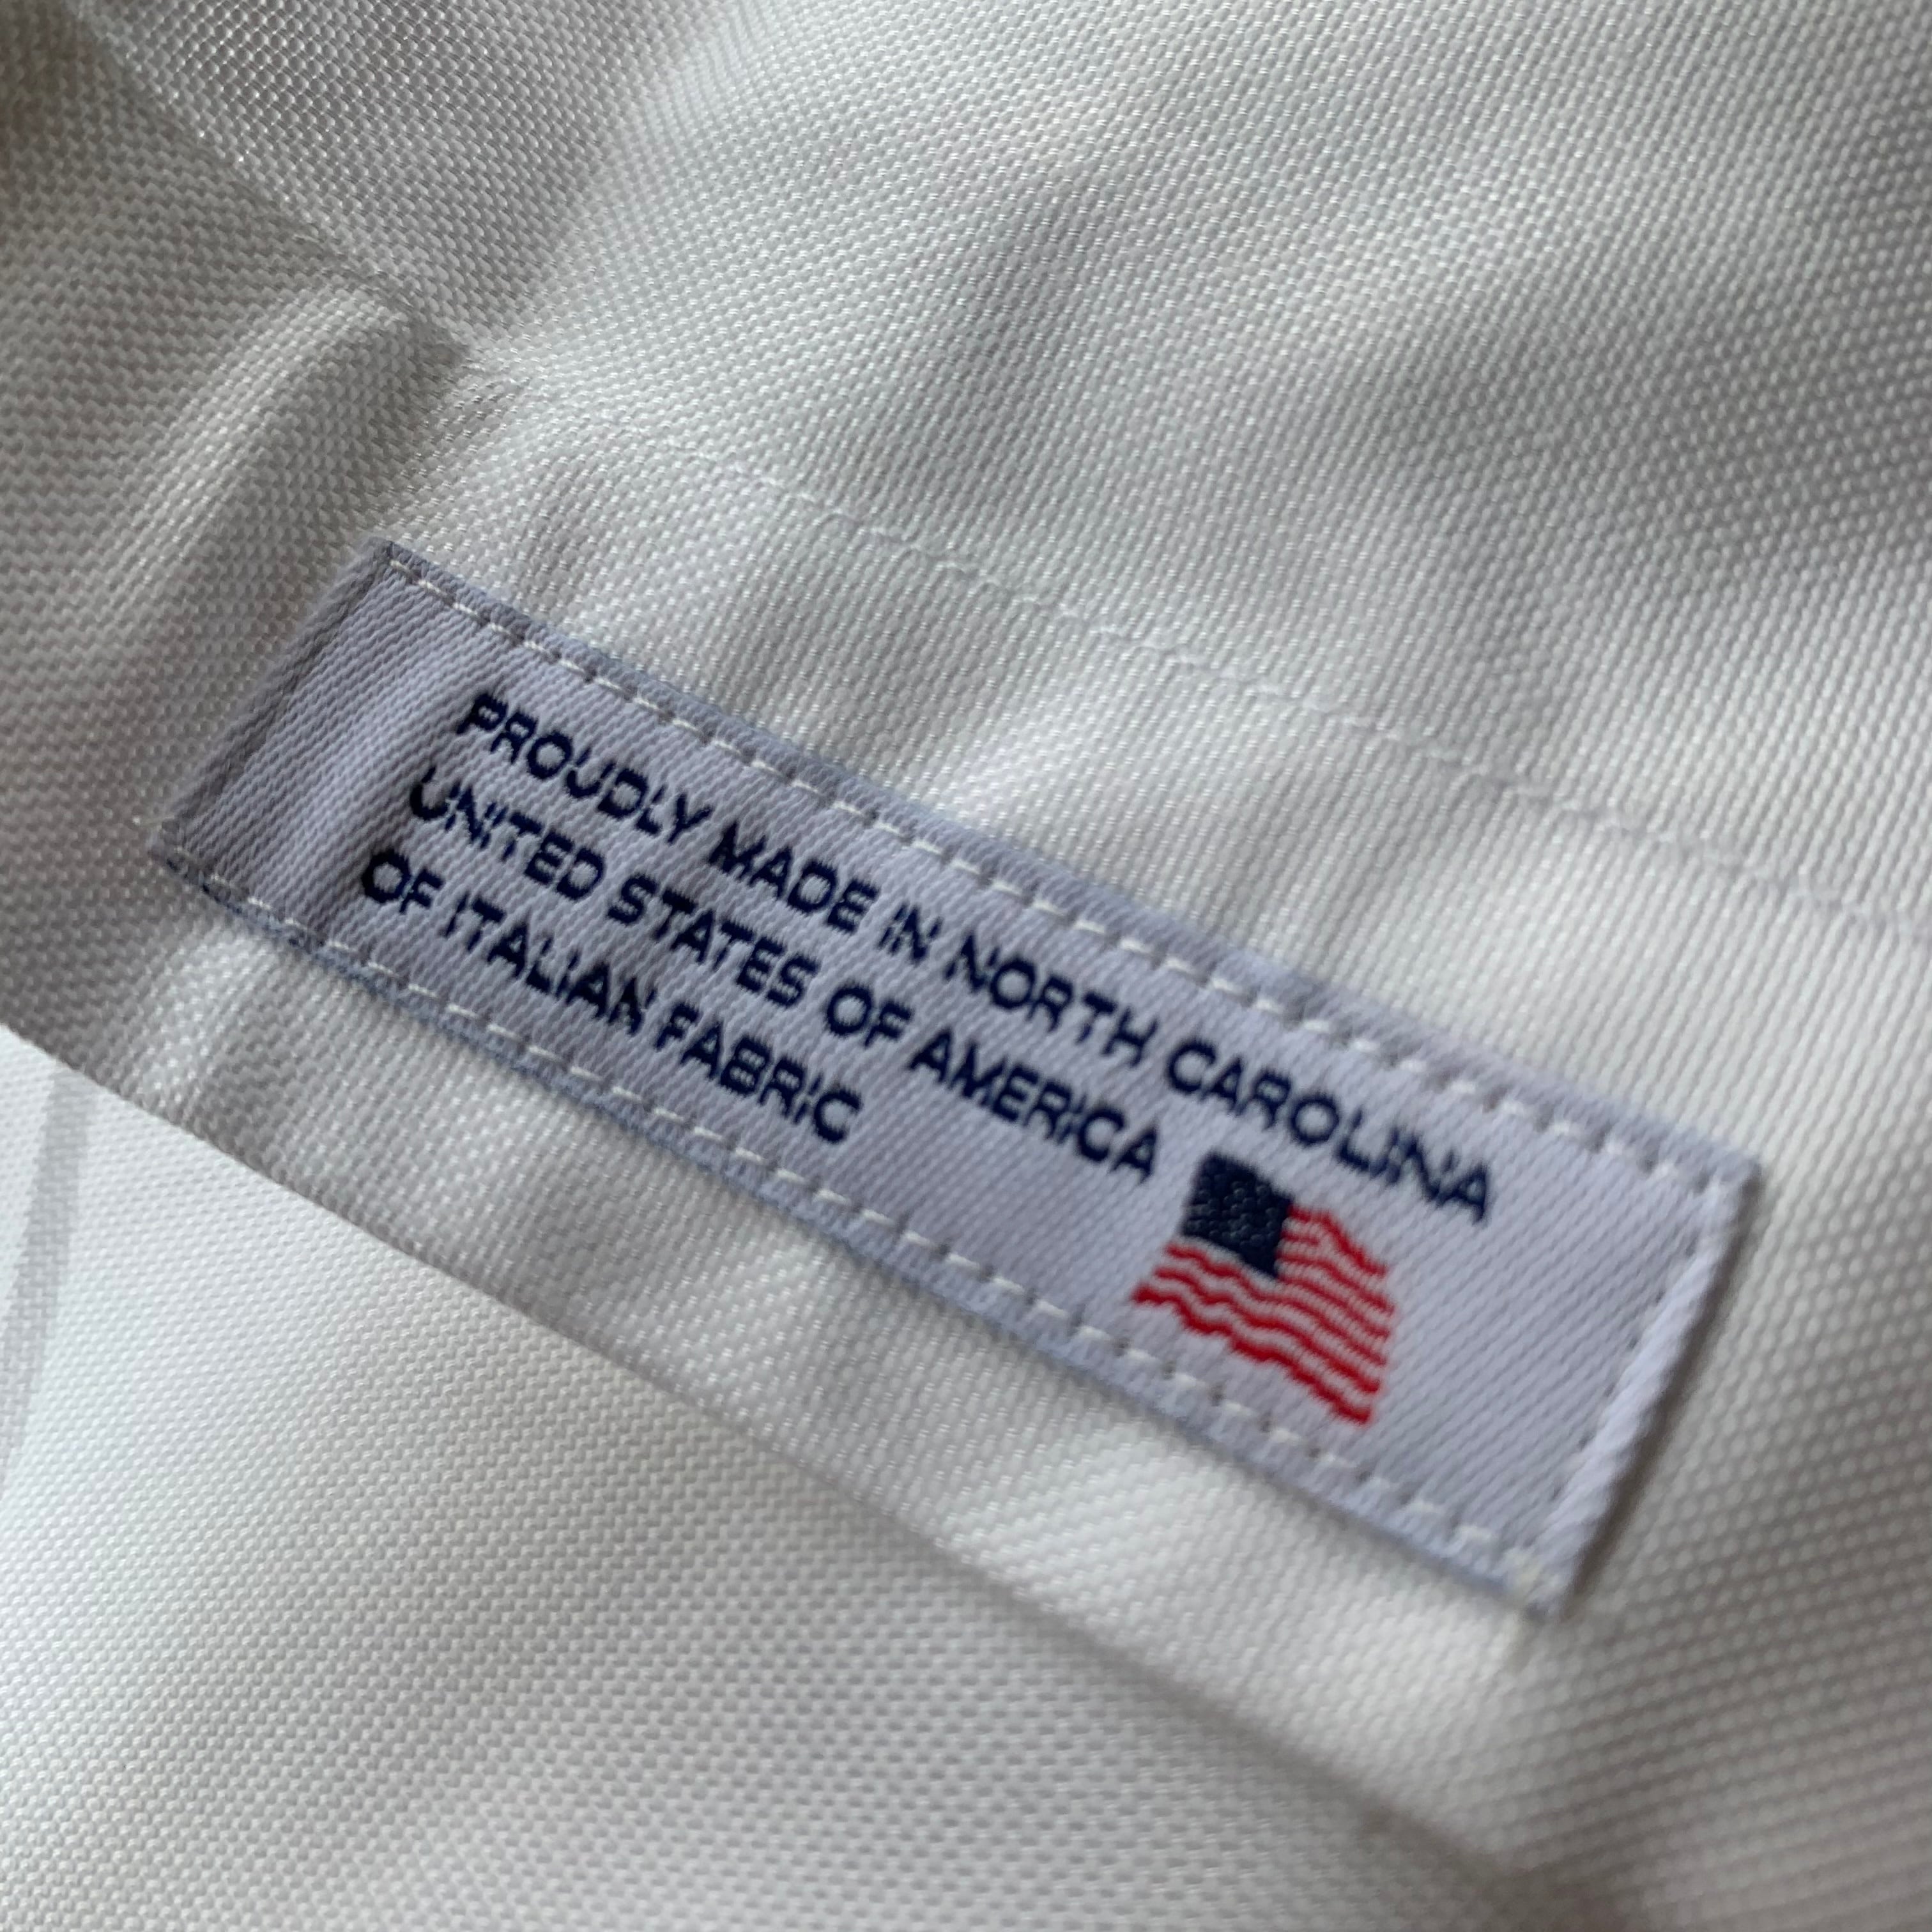 PROUDLY MADE IN NORTH CAROLINA
UNITED STATES OF AMERICA
OF ITALIAN FABRIC